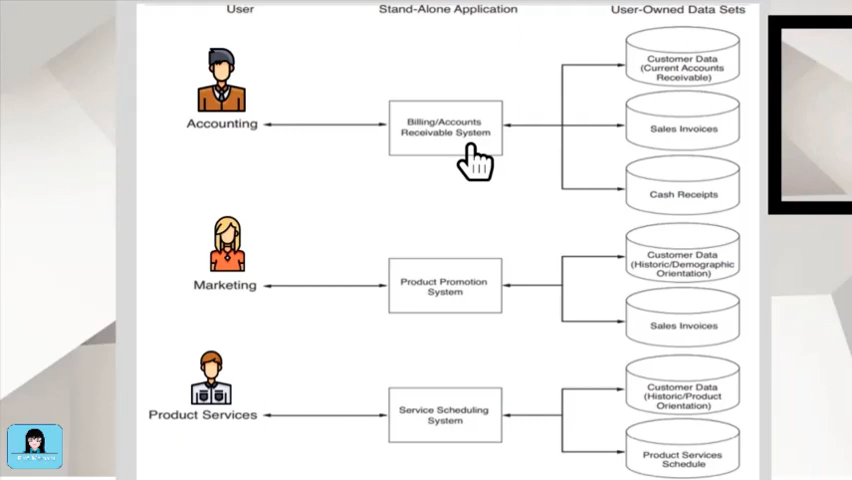 User
Stand-Alone Application
User-Owned Data Sets
Accounting
Billing/Accounts
Receivable System
Customer Data
(Current Accounts
Receivable)
Sales Invoices
Cash Receipts
Marketing
Product Promotion
System
Customer Data
(Historic/Demographic
Orientation)
Sales Invoices
Product Services
Service Scheduling
System
Customer Data
(Historic/Product
Orientation)
Product Services
Schedule